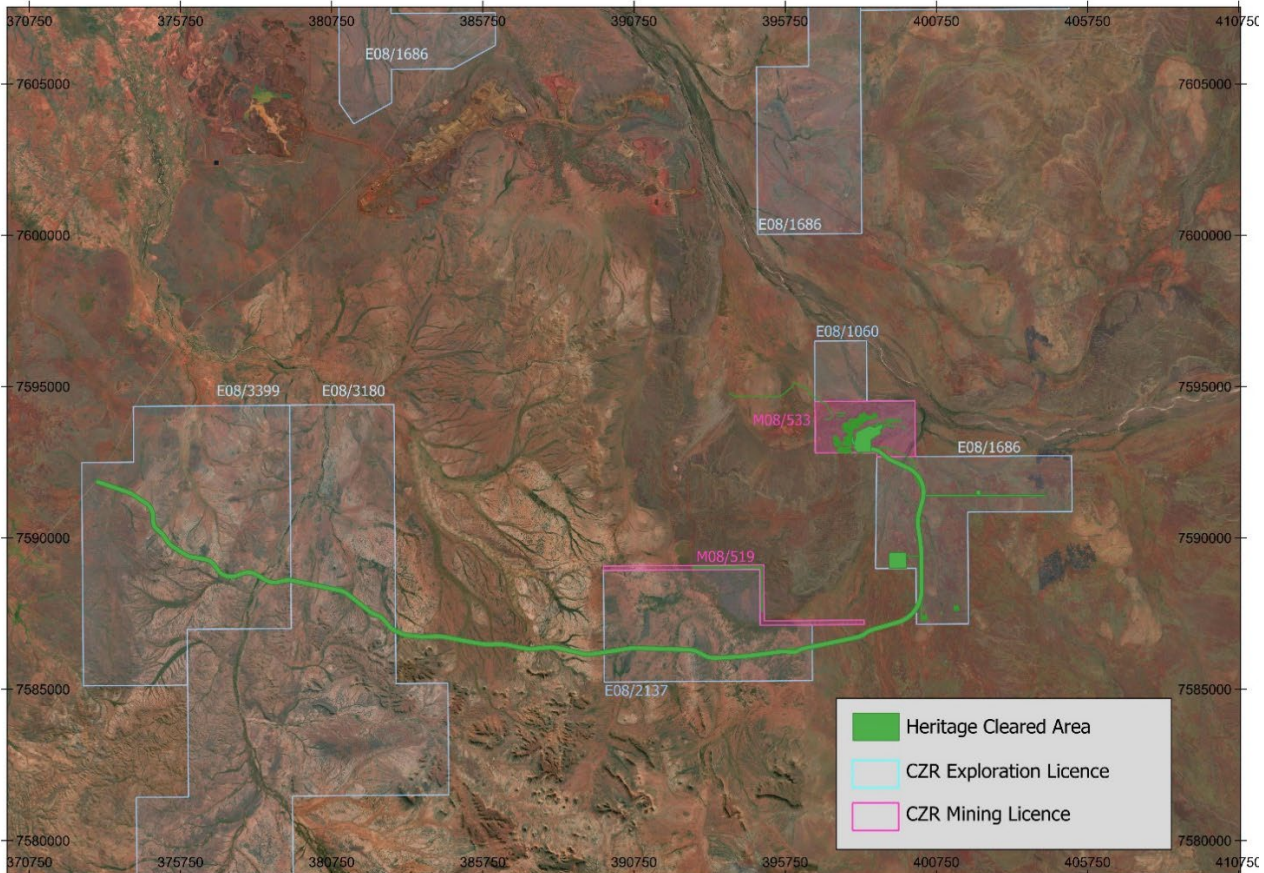 370750 375750 380750 385750 390750 395750 400750 405750 41075
E08/1686
7605000 7605000
E08/1686
7600000 7600000
E08/1060
7595000 7595000
E08/3399 E08/3180
M08/533
E08/1686
M08/519
7590000 7590000
7585000 7585000
E08/2137
Heritage Cleared Area
CZR Exploration Licence
CZR Mining Licence
7580000 7580000
370750 375750 380750 385750 390750 395750 400750 405750 41075